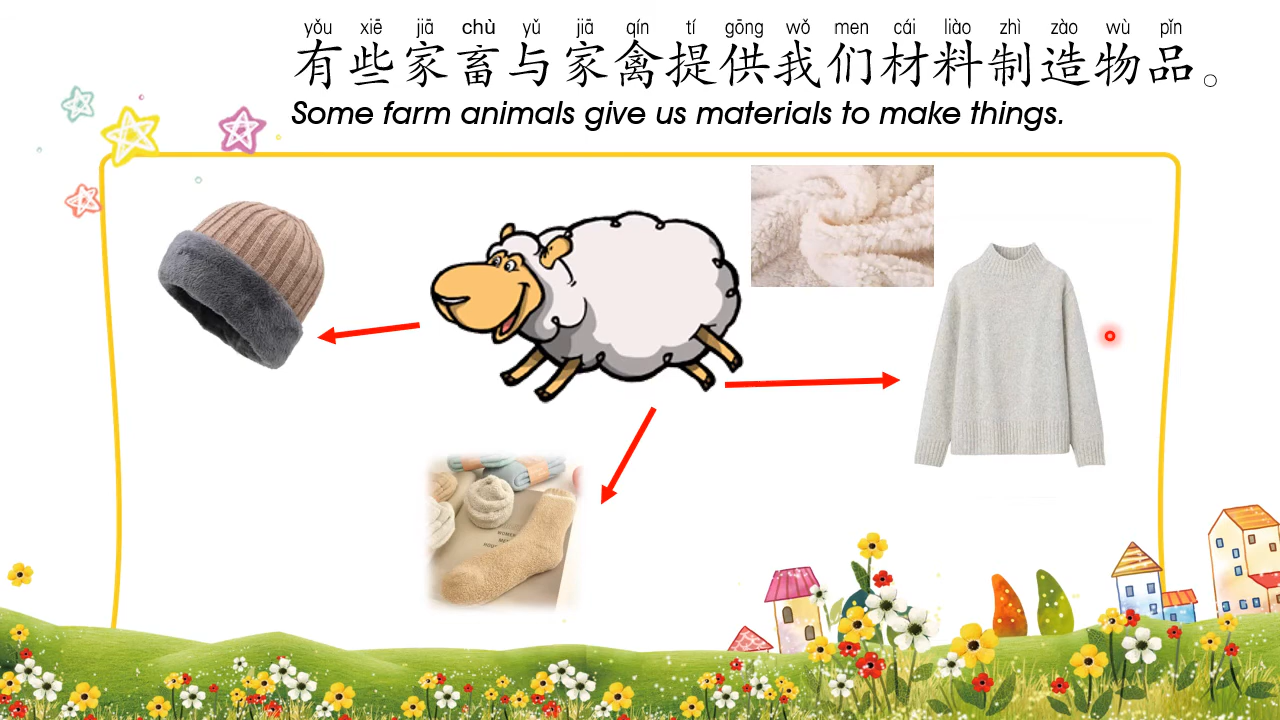 yǒu xiē jiā chù yǔ jiā qín tí gōng wǒ men cái liào zhì zào wù pǐn
有些家畜与家禽提供我们材料制造物品。
Some farm animals give us materials to make things.